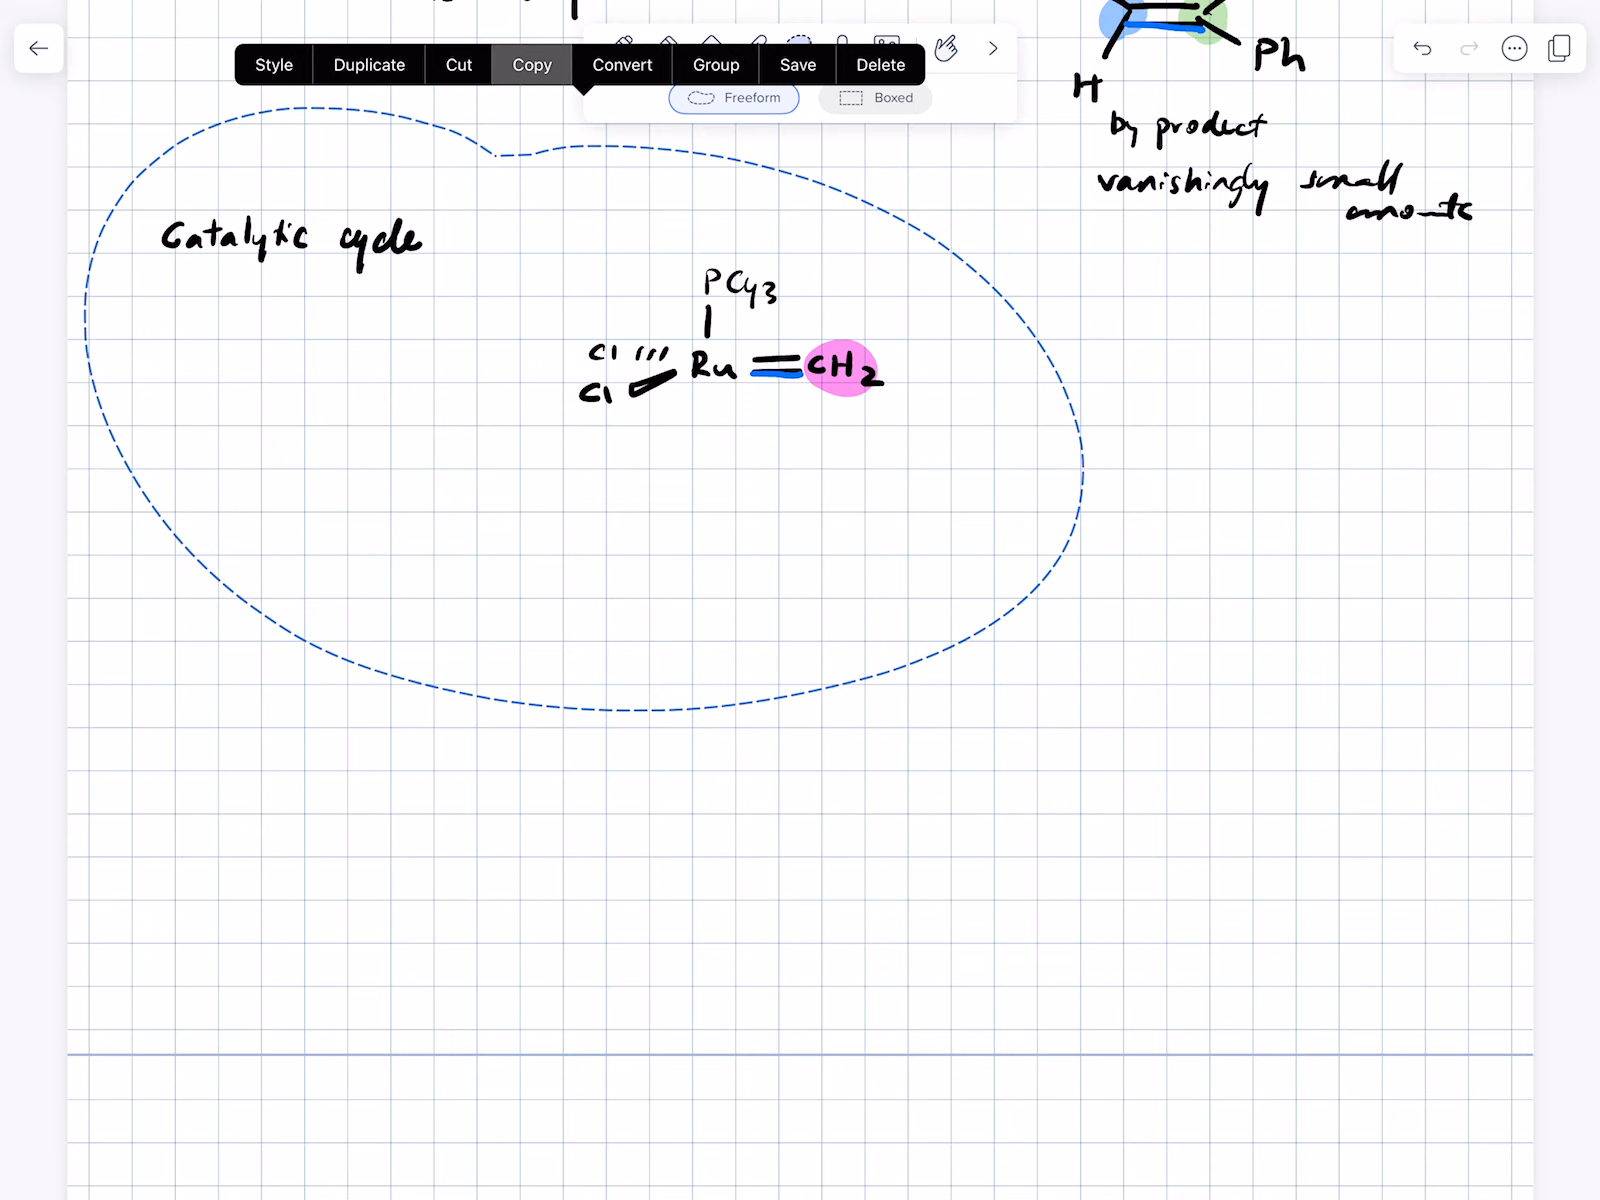 Style Duplicate Cut Copy Convert Group Save Delete
Freeform Boxed
Ph
H
by product
vanishingly small
amounts
Catalytic cycle
PCy3
Cl Ru CH2
Cl